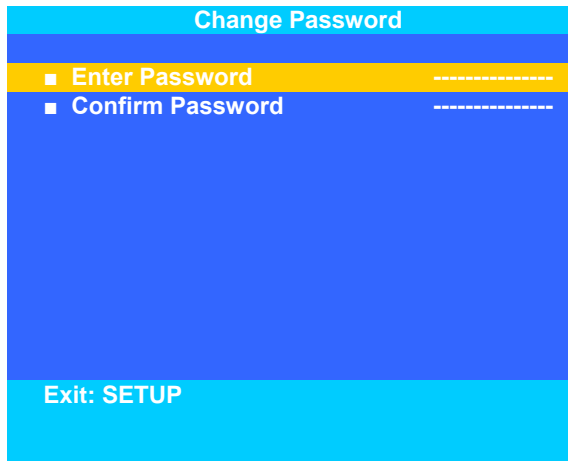 Change Password
■ Enter Password ---------------
■ Confirm Password ---------------
Exit: SETUP